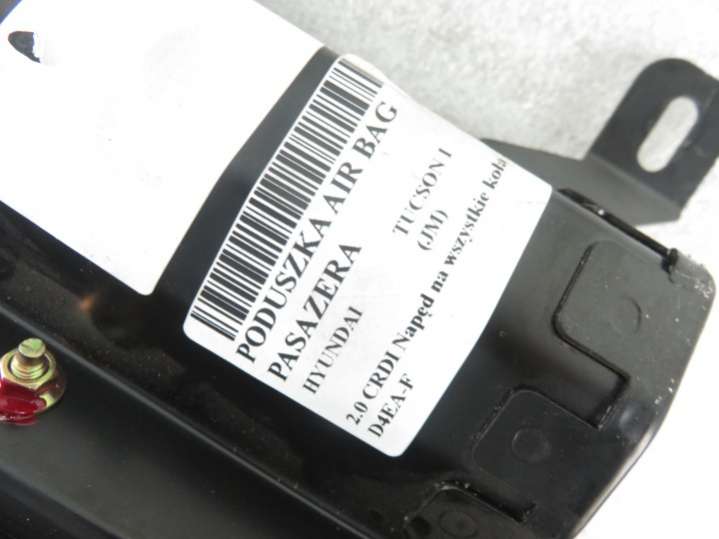 PODUSZKA AIR BAG
PASAZERA
HYUNDAI
TUCSON I
(JM)
2.0 CRDI Napęd na wszystkie koła
D4EA-F